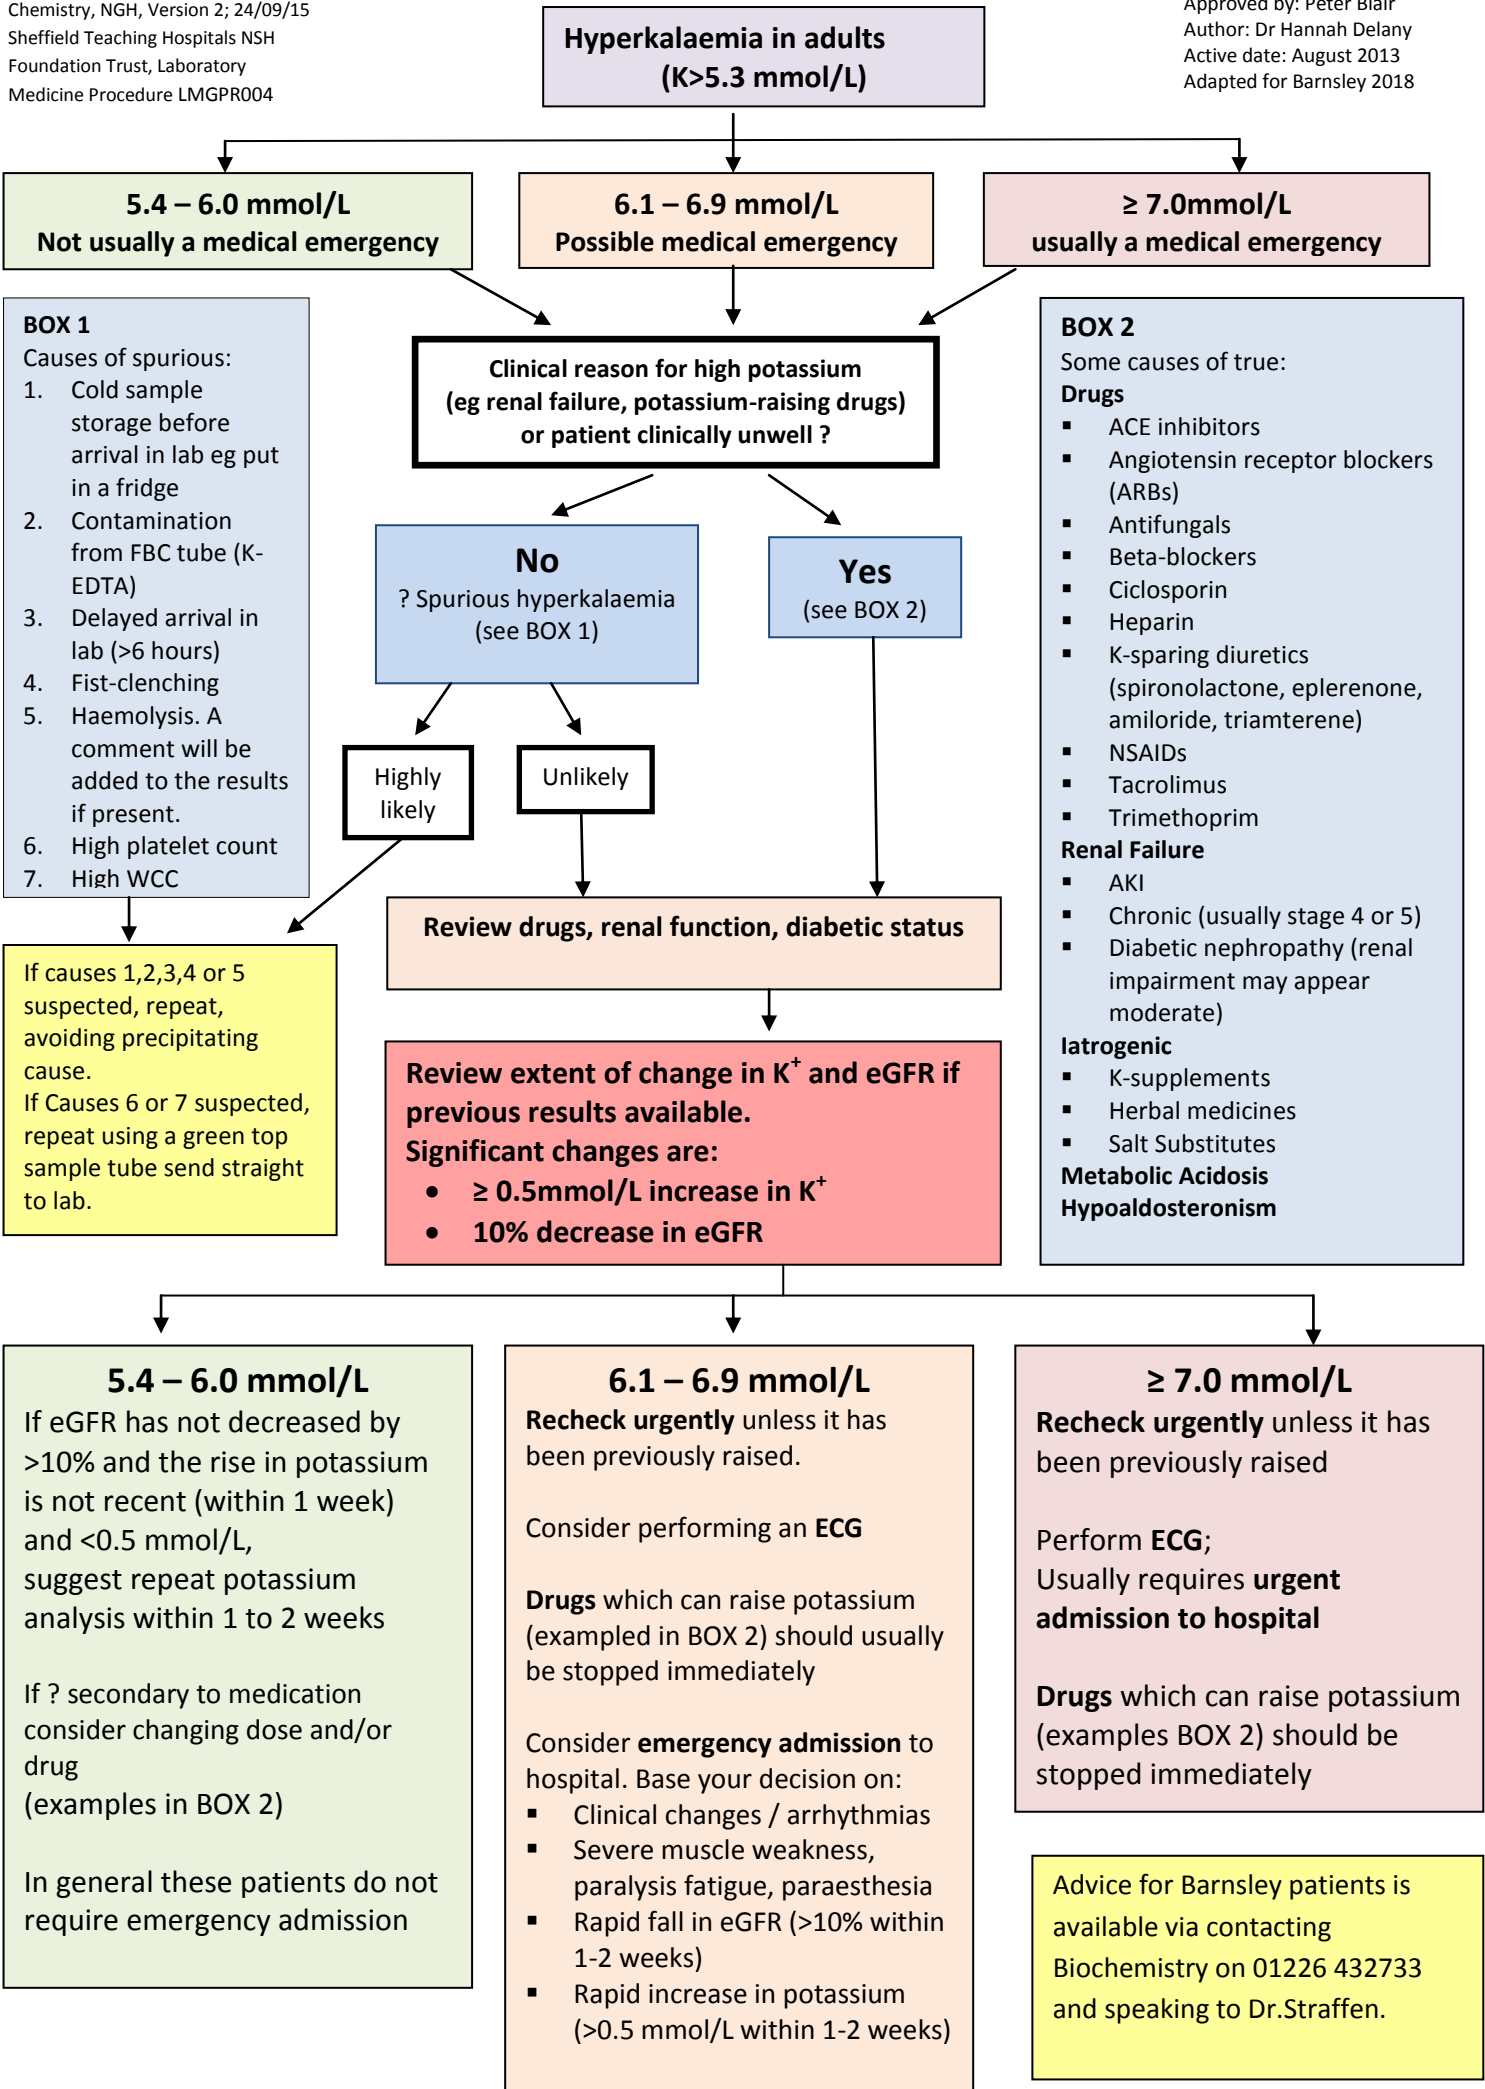 Chemistry, NGH, Version 2; 24/09/15
Sheffield Teaching Hospitals NSH
Foundation Trust, Laboratory
Medicine Procedure LMGPR004
Approved by: Peter Blair
Author: Dr Hannah Delany
Active date: August 2013
Adapted for Barnsley 2018
Hyperkalaemia in adults
(K>5.3 mmol/L)
5.4 – 6.0 mmol/L
Not usually a medical emergency
6.1 – 6.9 mmol/L
Possible medical emergency
≥ 7.0mmol/L
usually a medical emergency
BOX 1
Causes of spurious:
1. Cold sample
storage before
arrival in lab eg put
in a fridge
2. Contamination
from FBC tube (K-
EDTA)
3. Delayed arrival in
lab (>6 hours)
4. Fist-clenching
5. Haemolysis. A
comment will be
added to the results
if present.
6. High platelet count
7. High WCC
Clinical reason for high potassium
(eg renal failure, potassium-raising drugs)
or patient clinically unwell ?
No
? Spurious hyperkalaemia
(see BOX 1)
Yes
(see BOX 2)
Highly
likely
Unlikely
BOX 2
Some causes of true:
Drugs
▪ ACE inhibitors
▪ Angiotensin receptor blockers
(ARBs)
▪ Antifungals
▪ Beta-blockers
▪ Ciclosporin
▪ Heparin
▪ K-sparing diuretics
(spironolactone, eplerenone,
amiloride, triamterene)
▪ NSAIDs
▪ Tacrolimus
▪ Trimethoprim
Renal Failure
▪ AKI
▪ Chronic (usually stage 4 or 5)
▪ Diabetic nephropathy (renal
impairment may appear
moderate)
Iatrogenic
▪ K-supplements
▪ Herbal medicines
▪ Salt Substitutes
Metabolic Acidosis
Hypoaldosteronism
If causes 1,2,3,4 or 5
suspected, repeat,
avoiding precipitating
cause.
If Causes 6 or 7 suspected,
repeat using a green top
sample tube send straight
to lab.
Review drugs, renal function, diabetic status
Review extent of change in K⁺ and eGFR if
previous results available.
Significant changes are:
• ≥ 0.5mmol/L increase in K⁺
• 10% decrease in eGFR
5.4 – 6.0 mmol/L
If eGFR has not decreased by
>10% and the rise in potassium
is not recent (within 1 week)
and <0.5 mmol/L,
suggest repeat potassium
analysis within 1 to 2 weeks
If ? secondary to medication
consider changing dose and/or
drug
(examples in BOX 2)
In general these patients do not
require emergency admission
6.1 – 6.9 mmol/L
Recheck urgently unless it has
been previously raised.
Consider performing an ECG
Drugs which can raise potassium
(exampled in BOX 2) should usually
be stopped immediately
Consider emergency admission to
hospital. Base your decision on:
▪ Clinical changes / arrhythmias
▪ Severe muscle weakness,
paralysis fatigue, paraesthesia
▪ Rapid fall in eGFR (>10% within
1-2 weeks)
▪ Rapid increase in potassium
(>0.5 mmol/L within 1-2 weeks)
≥ 7.0 mmol/L
Recheck urgently unless it has
been previously raised
Perform ECG;
Usually requires urgent
admission to hospital
Drugs which can raise potassium
(examples BOX 2) should be
stopped immediately
Advice for Barnsley patients is
available via contacting
Biochemistry on 01226 432733
and speaking to Dr.Straffen.